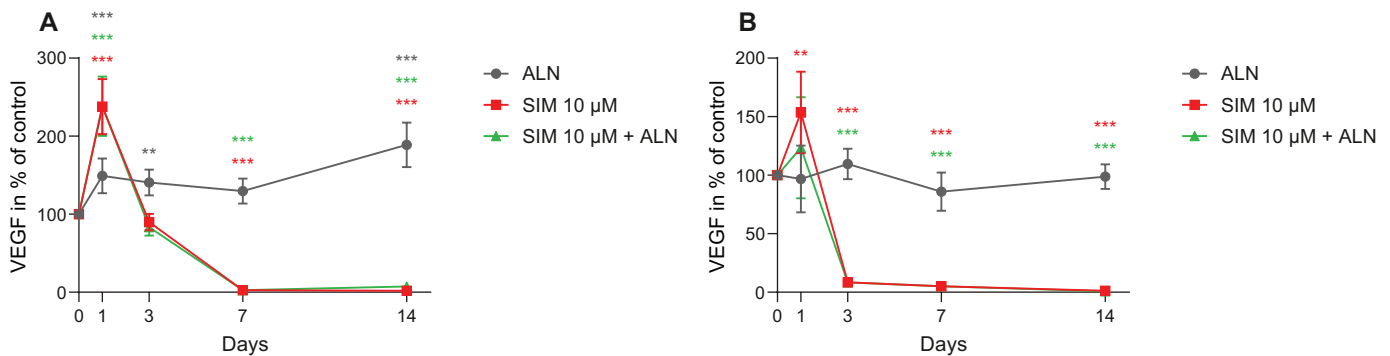 A
***
***
***
**
***
***
***
***
***
300
200
100
0
VEGF in % of control
0 1 3 7 14
Days
ALN
SIM 10 µM
SIM 10 µM + ALN
B
**
***
***
***
***
***
***
200
150
100
50
0
VEGF in % of control
0 1 3 7 14
Days
ALN
SIM 10 µM
SIM 10 µM + ALN